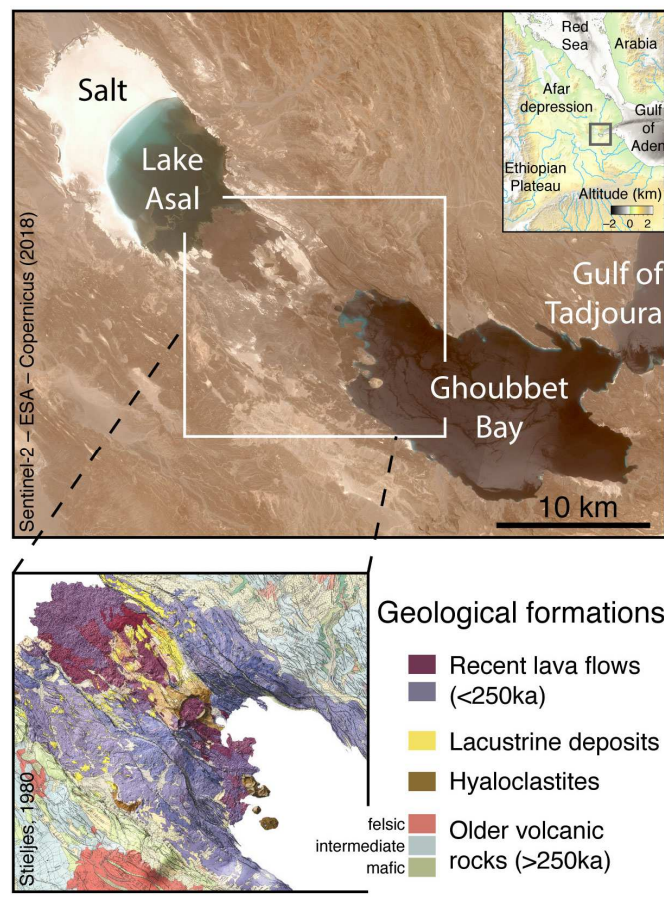 Salt
Lake
Asal
Red
Sea
Arabia
Afar
depression
Gulf
of
Aden
Ethiopian
Plateau
Altitude (km)
−2 0 2
Gulf of
Tadjoura
Ghoubbet
Bay
10 km
Sentinel-2 – ESA – Copernicus (2018)
Stieljes, 1980
Geological formations
Recent lava flows
(<250ka)
Lacustrine deposits
Hyaloclastites
felsic
intermediate
mafic
Older volcanic
rocks (>250ka)